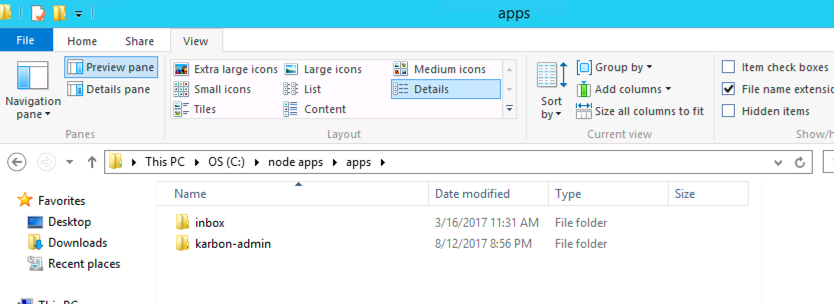 apps
File Home Share View
Preview pane
Details pane
Navigation pane
Panes
Extra large icons Large icons Medium icons
Small icons List Details
Tiles Content
Layout
Sort by
Group by
Add columns
Size all columns to fit
Current view
Item check boxes
File name extensio
Hidden items
Show/h
This PC OS (C:) node apps apps
Favorites
Desktop
Downloads
Recent places
This PC
Name Date modified Type Size
inbox 3/16/2017 11:31 AM File folder
karbon-admin 8/12/2017 8:56 PM File folder